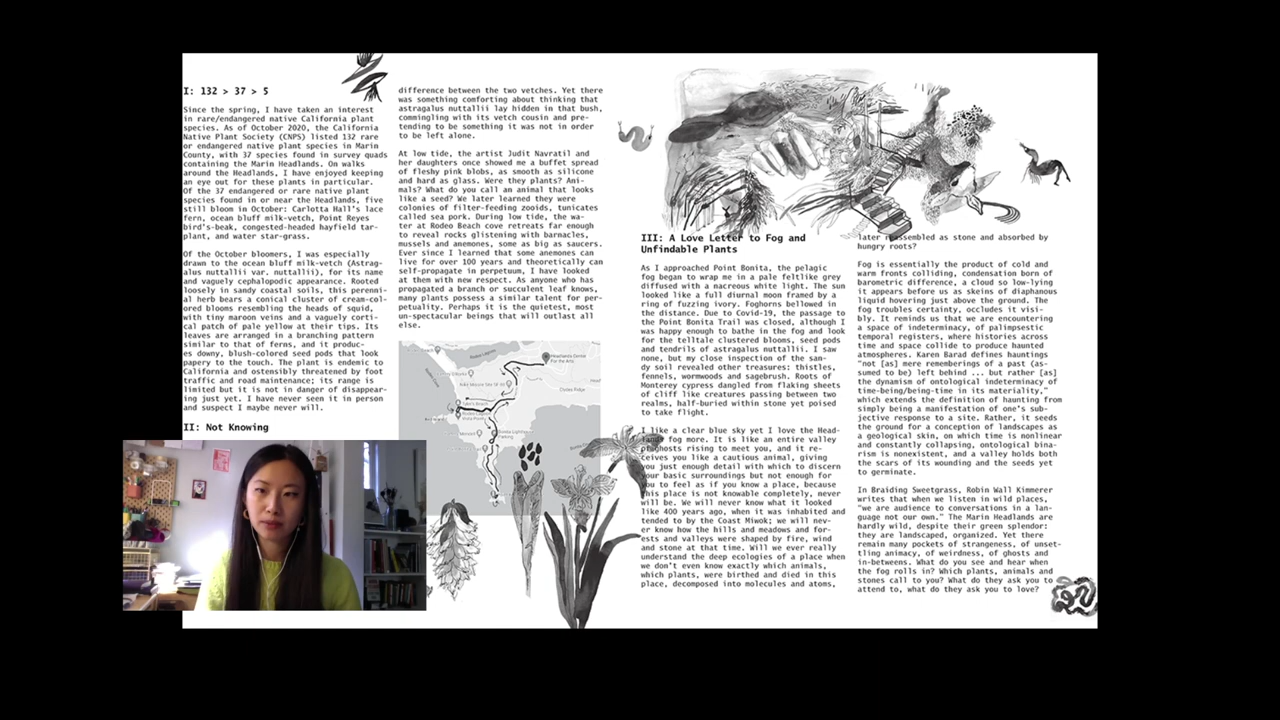 I: 132 > 37 > 5
Since the spring, I have taken an interest
in rare/endangered native California plant
species. As of October 2020, the California
Native Plant Society (CNPS) listed 132 rare
or endangered native plant species in Marin
County, with 37 species found in survey quads
containing the Marin Headlands. On walks
around the Headlands, I have enjoyed keeping
an eye out for these plants in particular.
Of the 37 endangered or rare native plant
species found in or near the Headlands, five
still bloom in October: Carlotta Hall's lace
fern, ocean bluff milk-vetch, Point Reyes
bird's-beak, congested-headed hayfield tar-
plant, and water star-grass.
Of the October bloomers, I was especially
drawn to the ocean bluff milk-vetch (Astrag-
alus nuttallii var. nuttallii), for its name
and vaguely cephalopodic appearance. Rooted
loosely in sandy coastal soils, this perenni-
al herb bears a conical cluster of cream-col-
ored blooms resembling the heads of squid,
with tiny maroon veins and a vaguely corti-
cal patch of pale yellow at their tips. Its
leaves are arranged in a branching pattern
similar to that of ferns, and it produc-
es downy, blush-colored seed pods that look
papery to the touch. The plant is endemic to
California and ostensibly threatened by foot
traffic and road maintenance; its range is
limited but it is not in danger of disappear-
ing just yet. I have never seen it in person
and suspect I maybe never will.
II: Not Knowing
difference between the two vetches. Yet there
was something comforting about thinking that
astragalus nuttallii lay hidden in that bush,
commingling with its vetch cousin and pre-
tending to be something it was not in order
to be left alone.
At low tide, the artist Judit Navratil and
her daughters once showed me a buffet spread
of fleshy pink blobs, as smooth as silicone
and hard as glass. Were they plants? Ani-
mals? What do you call an animal that looks
like a seed? We later learned they were
colonies of filter-feeding zooids, tunicates
called sea pork. During low tide, the wa-
ter at Rodeo Beach cove retreats far enough
to reveal rocks glistening with barnacles,
mussels and anemones, some as big as saucers.
Ever since I learned that some anemones can
live for over 100 years and theoretically can
self-propagate in perpetuum, I have looked
at them with new respect. As anyone who has
propagated a branch or succulent leaf knows,
many plants possess a similar talent for per-
petuality. Perhaps it is the quietest, most
un-spectacular beings that will outlast all
else.
Headlands Center
For the Arts
III: A Love Letter to Fog and
Unfindable Plants
As I approached Point Bonita, the pelagic
fog began to wrap me in a pale feltlike grey
diffused with a nacreous white light. The sun
looked like a full diurnal moon framed by a
ring of fuzzing ivory. Foghorns bellowed in
the distance. Due to Covid-19, the passage to
the Point Bonita Trail was closed, although I
was happy enough to bathe in the fog and look
for the telltale clustered blooms, seed pods
and tendrils of astragalus nuttallii. I saw
none, but my close inspection of the san-
dy soil revealed other treasures: thistles,
fennels, wormwoods and sagebrush. Roots of
Monterey cypress dangled from flaking sheets
of cliff like creatures passing between two
realms, half-buried within stone yet poised
to take flight.
I like a clear blue sky yet I love the Head-
lands fog more. It is like an entire valley
of ghosts rising to meet you, and it re-
ceives you like a cautious animal, giving
you just enough detail with which to discern
your basic surroundings but not enough for
you to feel as if you know a place, because
this place is not knowable completely, never
will be. We will never know what it looked
like 400 years ago, when it was inhabited and
tended to by the Coast Miwok; we will nev-
er know how the hills and meadows and for-
ests and valleys were shaped by fire, wind
and stone at that time. Will we ever really
understand the deep ecologies of a place when
we don't even know exactly which animals,
which plants, were birthed and died in this
place, decomposed into molecules and atoms,
later reassembled as stone and absorbed by
hungry roots?
Fog is essentially the product of cold and
warm fronts colliding, condensation born of
barometric difference, a cloud so low-lying
it appears before us as skeins of diaphanous
liquid hovering just above the ground. The
fog troubles certainty, occludes it visi-
bly. It reminds us that we are encountering
a space of indeterminacy, of palimpsestic
temporal registers, where histories across
time and space collide to produce haunted
atmospheres. Karen Barad defines hauntings
"not [as] mere rememberings of a past (as-
sumed to be) left behind ... but rather [as]
the dynamism of ontological indeterminacy of
time-being/being-time in its materiality,"
which extends the definition of haunting from
simply being a manifestation of one's sub-
jective response to a site. Rather, it seeds
the ground for a conception of landscapes as
a geological skin, on which time is nonlinear
and constantly collapsing, ontological bina-
rism is nonexistent, and a valley holds both
the scars of its wounding and the seeds yet
to germinate.
In Braiding Sweetgrass, Robin Wall Kimmerer
writes that when we listen in wild places,
"we are audience to conversations in a lan-
guage not our own." The Marin Headlands are
hardly wild, despite their green splendor:
they are landscaped, organized. Yet there
remain many pockets of strangeness, of unset-
tling animacy, of weirdness, of ghosts and
in-betweens. What do you see and hear when
the fog rolls in? Which plants, animals and
stones call to you? What do they ask you to
attend to, what do they ask you to love?